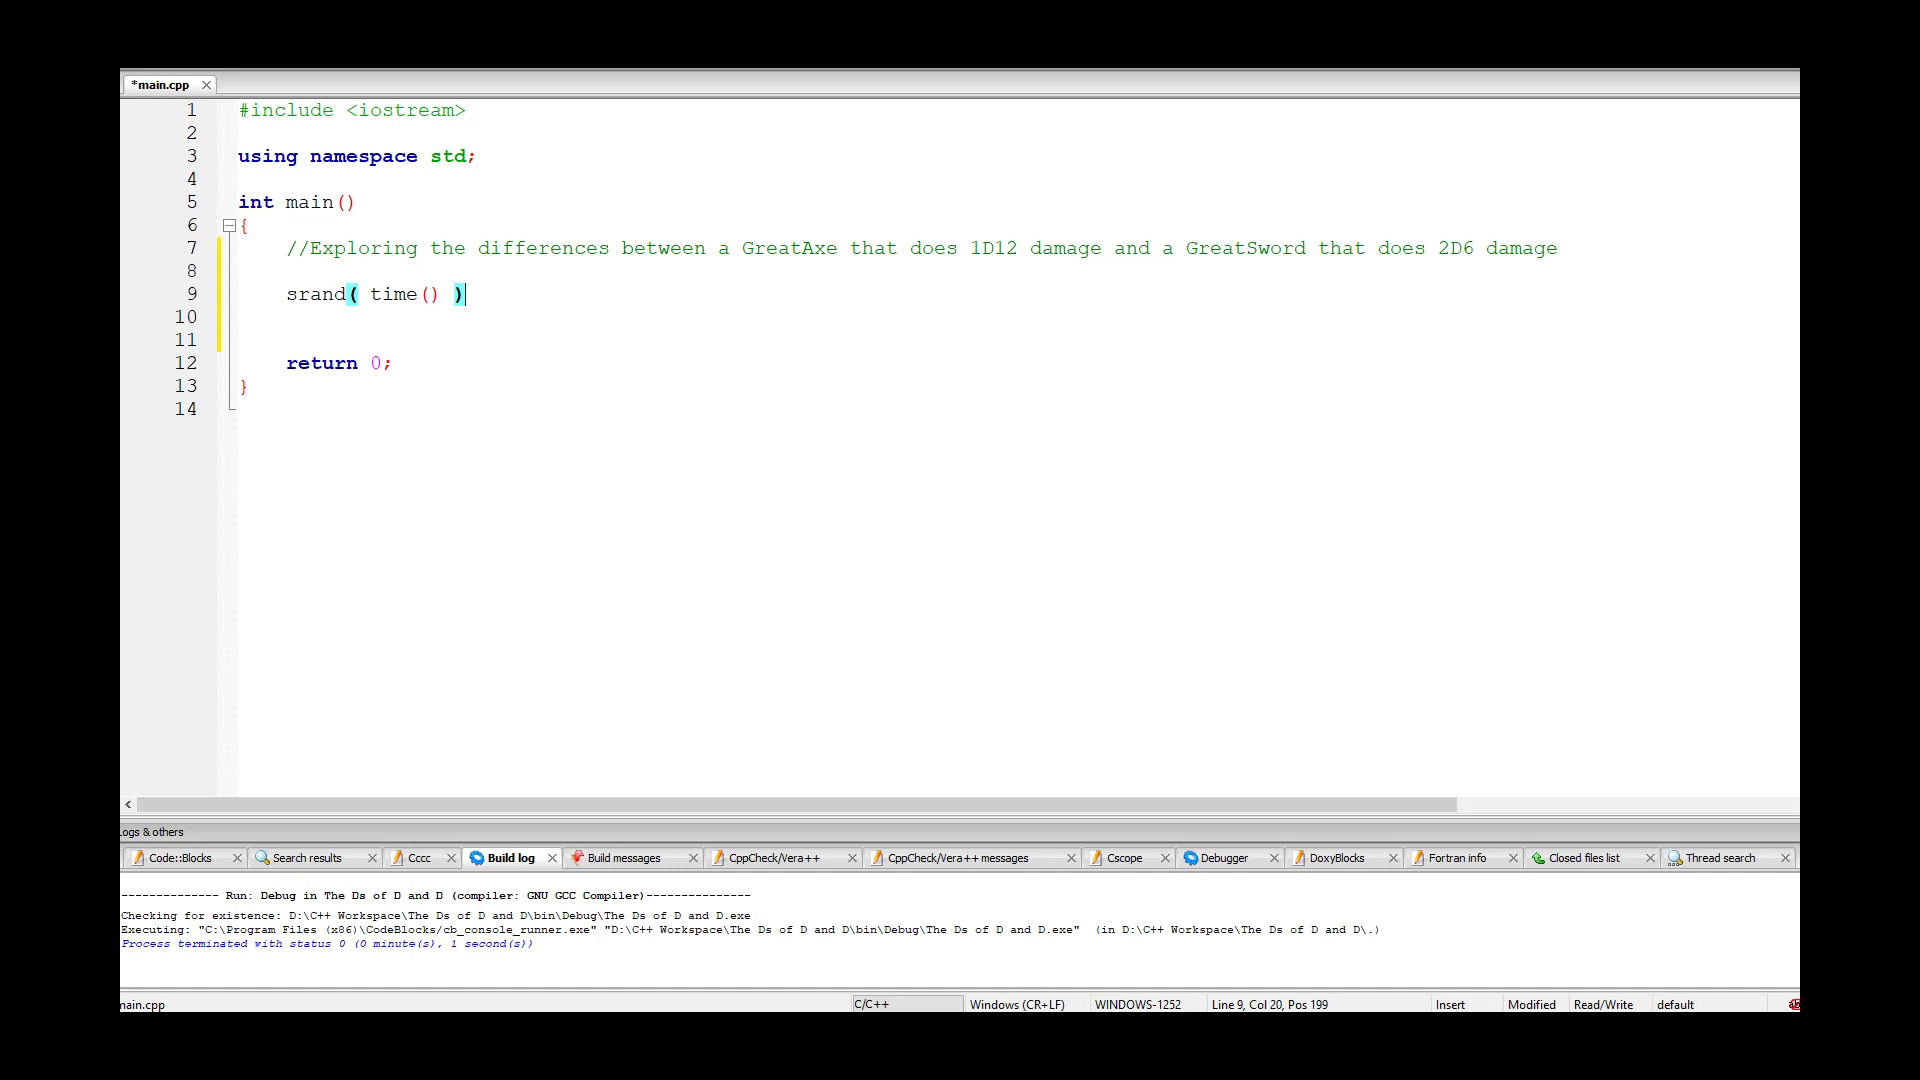 *main.cpp
1 #include <iostream>
2
3 using namespace std;
4
5 int main()
6 {
7 //Exploring the differences between a GreatAxe that does 1D12 damage and a GreatSword that does 2D6 damage
8
9 srand( time() )
10
11
12 return 0;
13 }
14
Logs & others
Code::Blocks Search results Cccc Build log Build messages CppCheck/Vera++ CppCheck/Vera++ messages Cscope Debugger DoxyBlocks Fortran info Closed files list Thread search
-------------- Run: Debug in The Ds of D and D (compiler: GNU GCC Compiler)---------------
Checking for existence: D:\C++ Workspace\The Ds of D and D\bin\Debug\The Ds of D and D.exe
Executing: "C:\Program Files (x86)\CodeBlocks/cb_console_runner.exe" "D:\C++ Workspace\The Ds of D and D\bin\Debug\The Ds of D and D.exe"  (in D:\C++ Workspace\The Ds of D and D\.)
Process terminated with status 0 (0 minute(s), 1 second(s))
main.cpp C/C++ Windows (CR+LF) WINDOWS-1252 Line 9, Col 20, Pos 199 Insert Modified Read/Write default